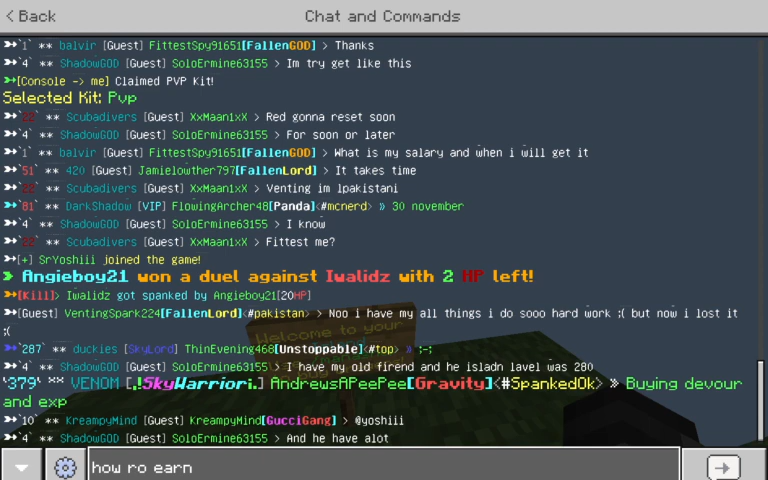 < Back
Chat and Commands
➳`1` ** balvir [Guest] FittestSpy91651[FallenGOD] > Thanks
➳`4` ** ShadowGOD [Guest] SoloErmine63155 > Im try get like this
➳[Console -> me] Claimed PVP Kit!
Selected Kit: Pvp
➳`22` ** Scubadivers [Guest] XxMaan1xX > Red gonna reset soon
➳`4` ** ShadowGOD [Guest] SoloErmine63155 > For soon or later
➳`1` ** balvir [Guest] FittestSpy91651[FallenGOD] > What is my salary and when i will get it
➳`51` ** 420 [Guest] Jamielowther797[FallenLord] > It takes time
➳`22` ** Scubadivers [Guest] XxMaan1xX > Venting im 1pakistani
➳`81` ** DarkShadow [VIP] FlowingArcher48[Panda]<#mcnerd> » 30 november
➳`4` ** ShadowGOD [Guest] SoloErmine63155 > I know
➳`22` ** Scubadivers [Guest] XxMaan1xX > Fittest me?
➳[+] SrYoshiii joined the game!
➤ Angieboy21 won a duel against Iwalidz with 2 HP left!
➳[Kill]> Iwalidz got spanked by Angieboy21[20HP]
➳[Guest] VentingSpark224[FallenLord]<#pakistan> > Noo i have my all things i do sooo hard work ;( but now i lost it
;(
Welcome to your
➳`287` ** duckies [SkyLord] ThinEvening468[Unstoppable]<#top> » ;-;
➳`4` ** ShadowGOD [Guest] SoloErmine63155 > I have my old firend and he isladn lavel was 280
`379` ** VENOM [.!SkyWarrior¡.] AndrewsAPeePee[Gravity]<#SpankedOk> » Buying devour
and exp
➳`10` ** KreampyMind [Guest] KreampyMind[GucciGang] > @yoshiii
➳`4` ** ShadowGOD [Guest] SoloErmine63155 > And he have alot
how ro earn